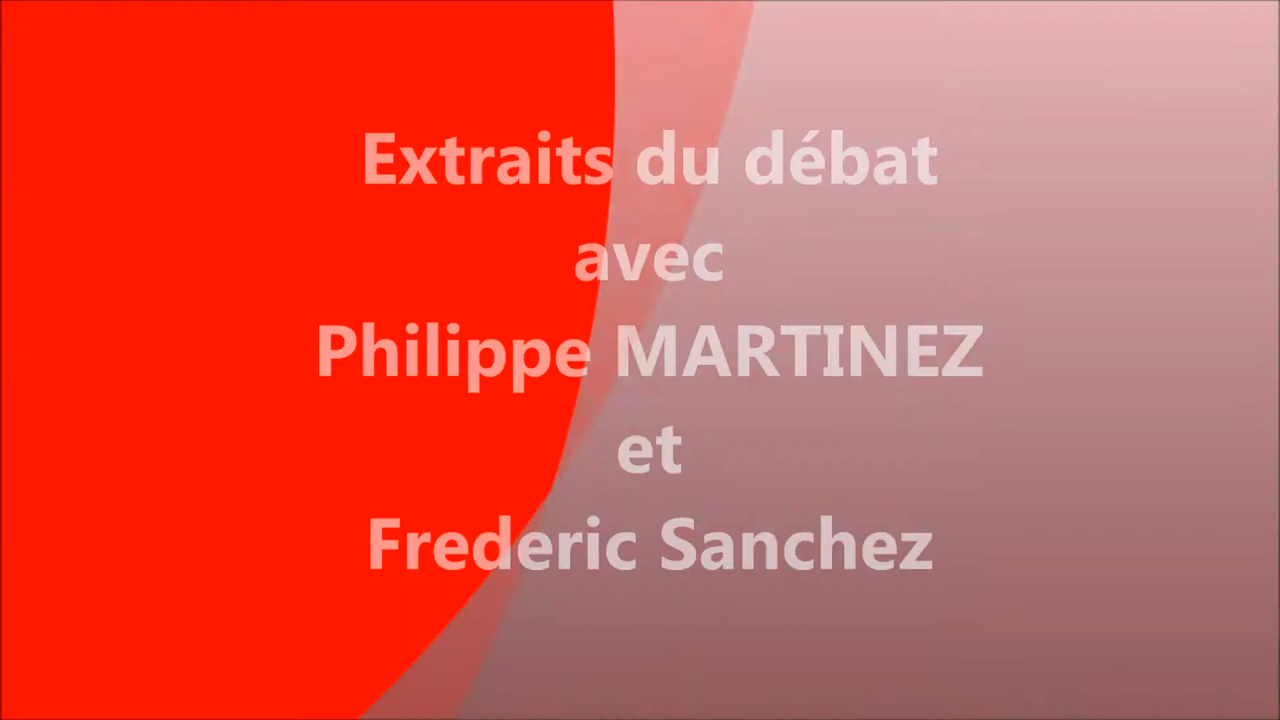 Extraits du débat
avec
Philippe MARTINEZ
et
Frederic Sanchez